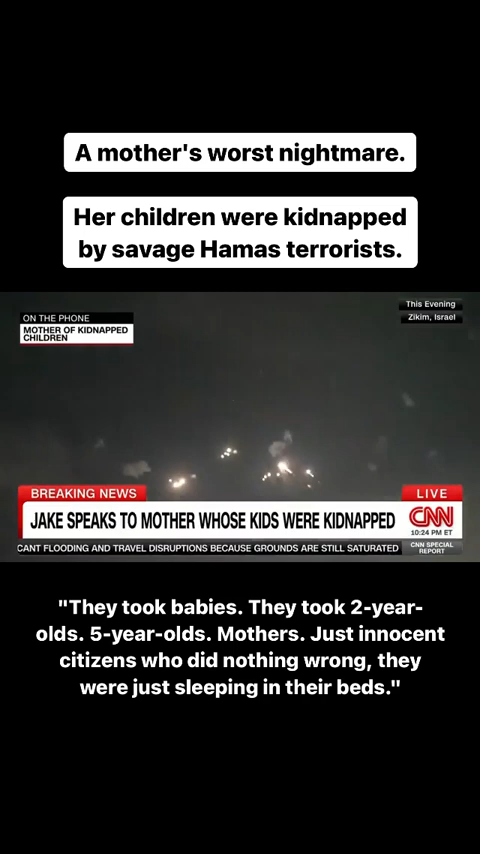 A mother's worst nightmare.
Her children were kidnapped
by savage Hamas terrorists.
This Evening
Zikim, Israel
ON THE PHONE
MOTHER OF KIDNAPPED
CHILDREN
BREAKING NEWS
LIVE
JAKE SPEAKS TO MOTHER WHOSE KIDS WERE KIDNAPPED
CNN
10:24 PM ET
CANT FLOODING AND TRAVEL DISRUPTIONS BECAUSE GROUNDS ARE STILL SATURATED
CNN SPECIAL
REPORT
"They took babies. They took 2-year-
olds. 5-year-olds. Mothers. Just innocent
citizens who did nothing wrong, they
were just sleeping in their beds."